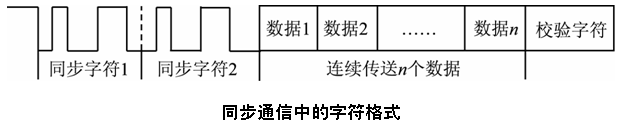 数据1 数据2 …… 数据n 校验字符
同步字符1 同步字符2 连续传送n个数据
同步通信中的字符格式